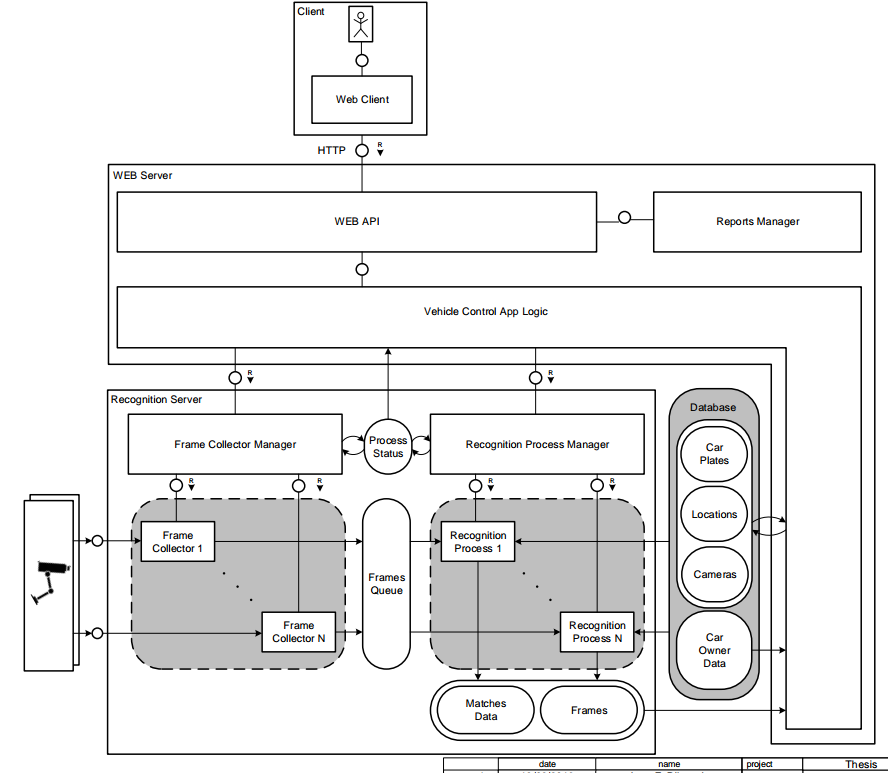 Client
Web Client
HTTP
R
WEB Server
WEB API
Reports Manager
Vehicle Control App Logic
R
R
Recognition Server
Database
Frame Collector Manager
Process
Status
Recognition Process Manager
Car
Plates
R
R
R
R
Locations
Frame
Collector 1
Recognition
Process 1
Frames
Queue
Cameras
Frame
Collector N
Recognition
Process N
Car
Owner
Data
Matches
Data
Frames
date
name
project
Thesis